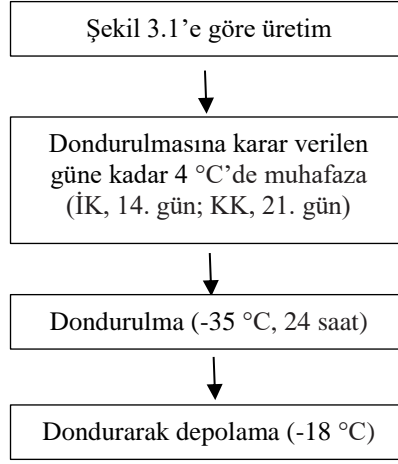 Şekil 3.1’e göre üretim
Dondurulmasına karar verilen
güne kadar 4 °C’de muhafaza
(İK, 14. gün; KK, 21. gün)
Dondurulma (-35 °C, 24 saat)
Dondurarak depolama (-18 °C)